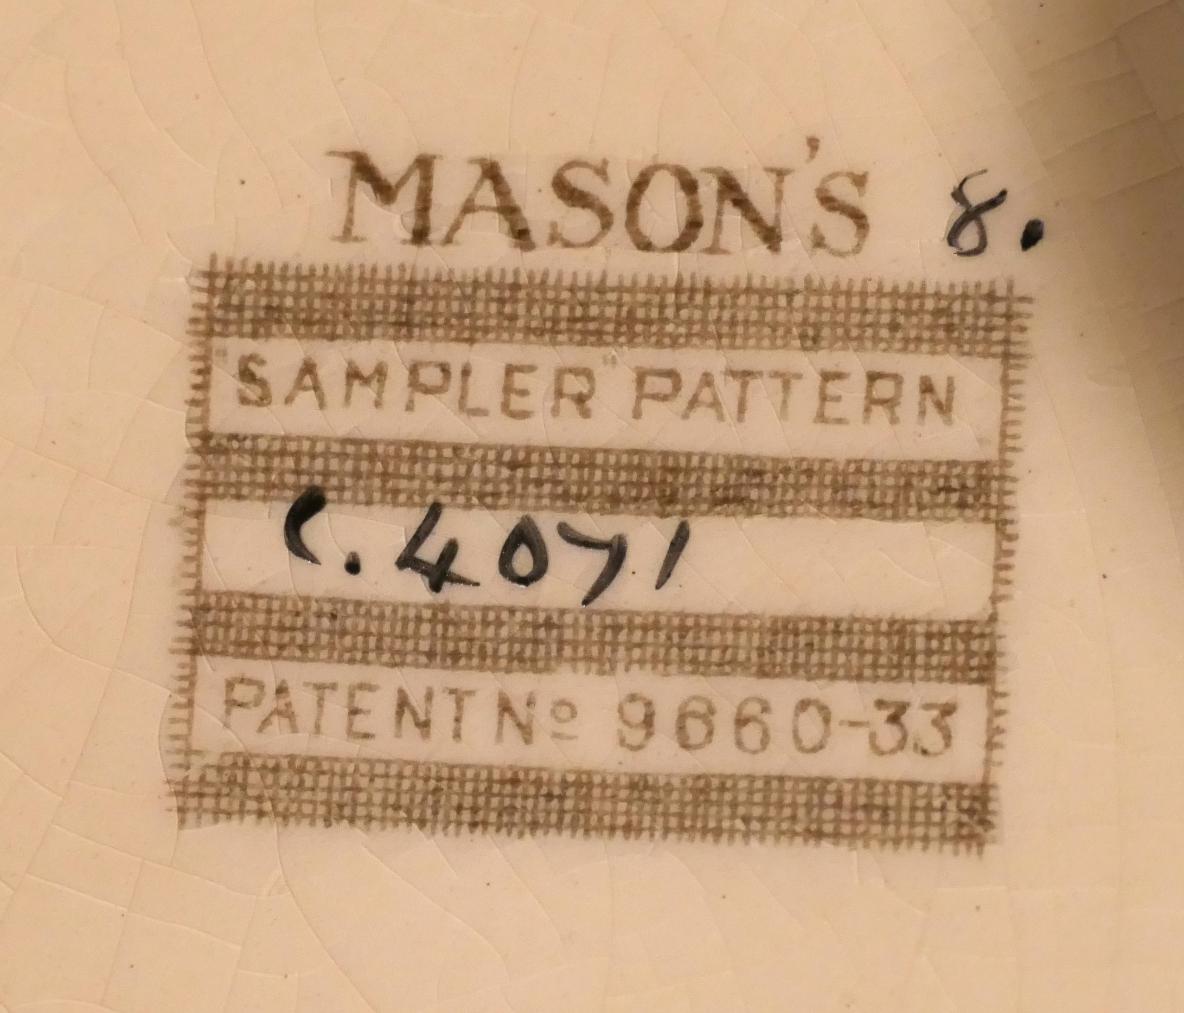 MASON'S 8.
"SAMPLER" PATTERN
C.4071
PATENT Nº 9660-33